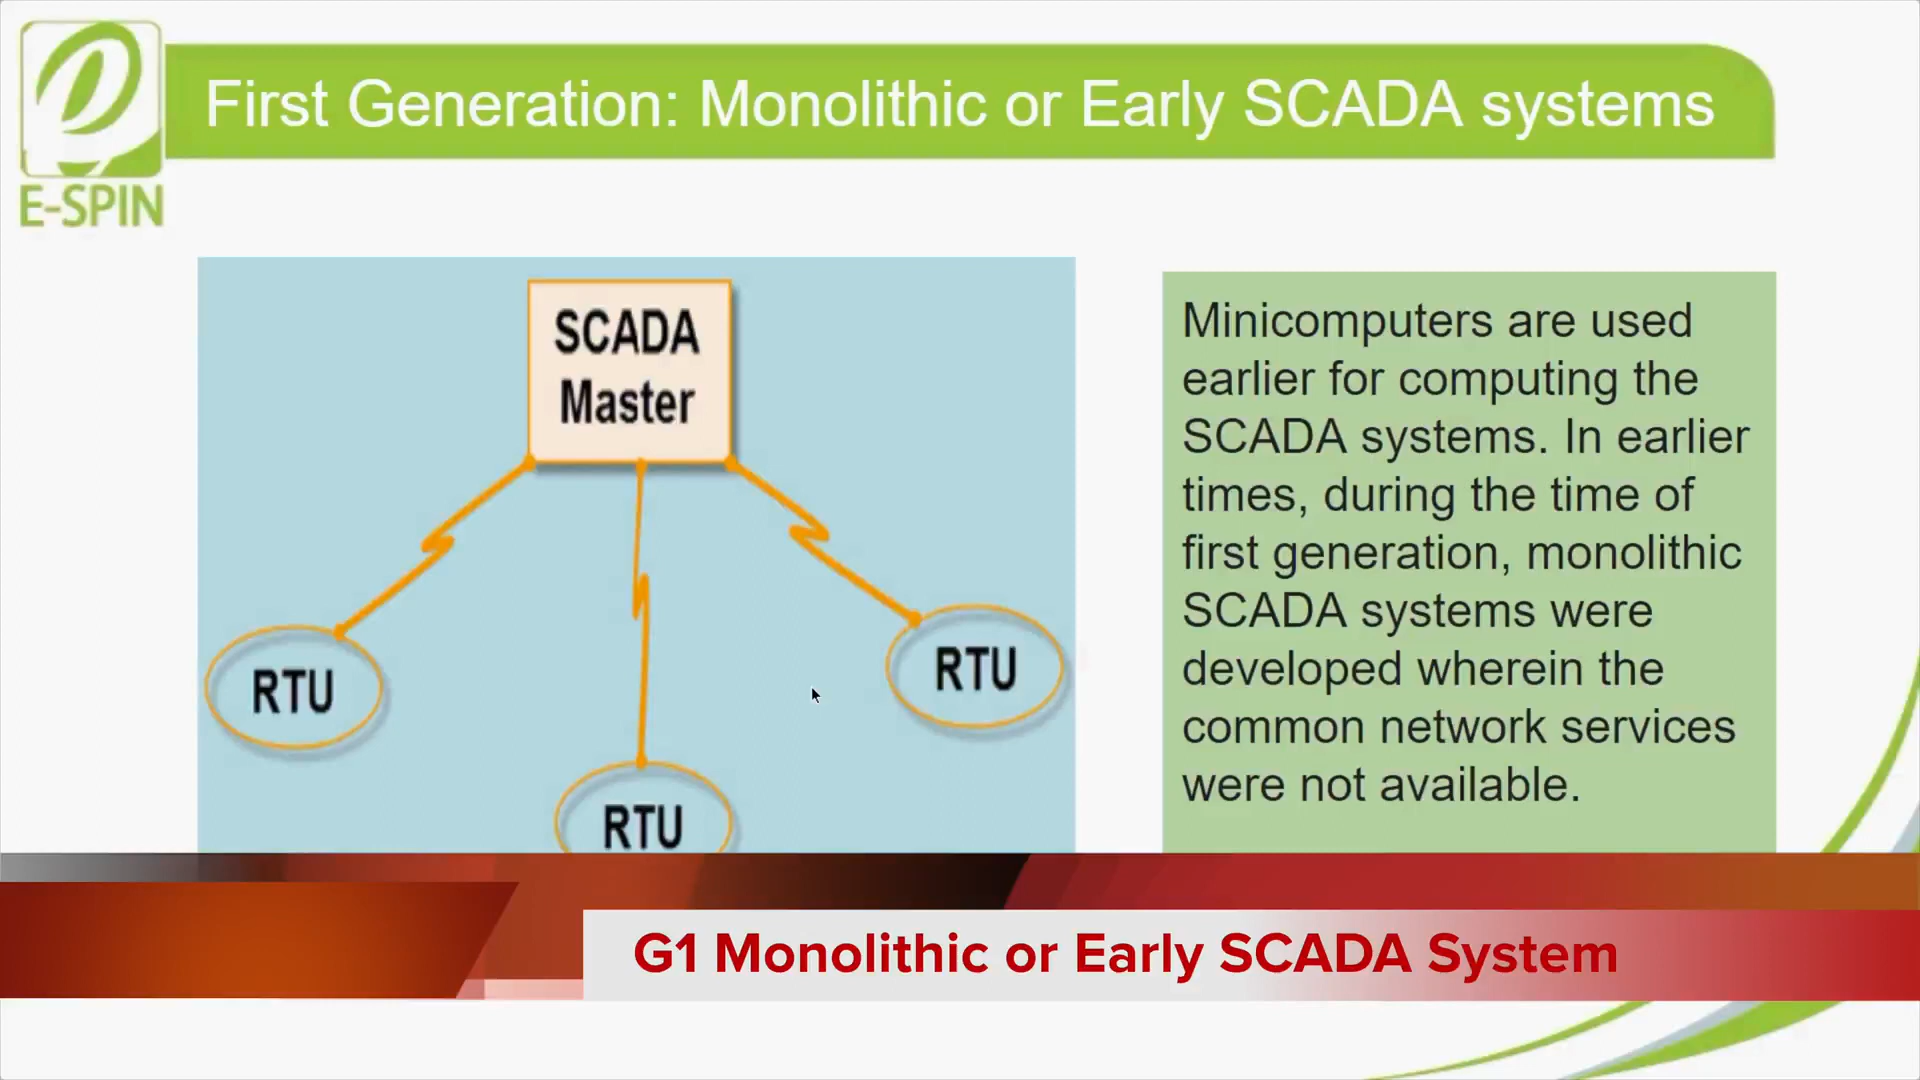 First Generation: Monolithic or Early SCADA systems
E-SPIN
SCADA
Master
RTU
RTU
RTU
Minicomputers are used
earlier for computing the
SCADA systems. In earlier
times, during the time of
first generation, monolithic
SCADA systems were
developed wherein the
common network services
were not available.
G1 Monolithic or Early SCADA System